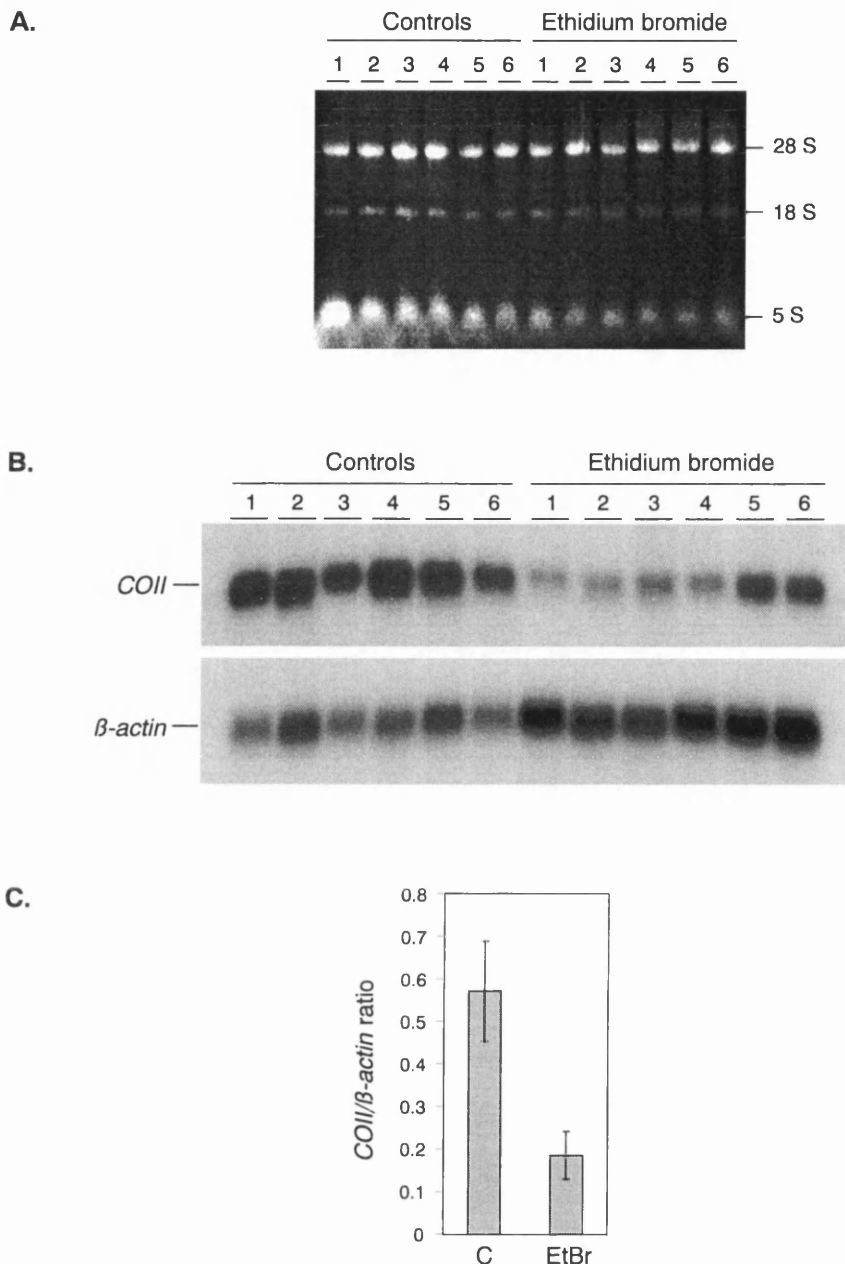 A.
Controls Ethidium bromide
1 2 3 4 5 6 1 2 3 4 5 6
28 S
18 S
5 S
B.
Controls Ethidium bromide
1 2 3 4 5 6 1 2 3 4 5 6
COII
ß-actin
C.
0.8
0.7
0.6
0.5
0.4
0.3
0.2
0.1
0
COII/ß-actin ratio
C EtBr